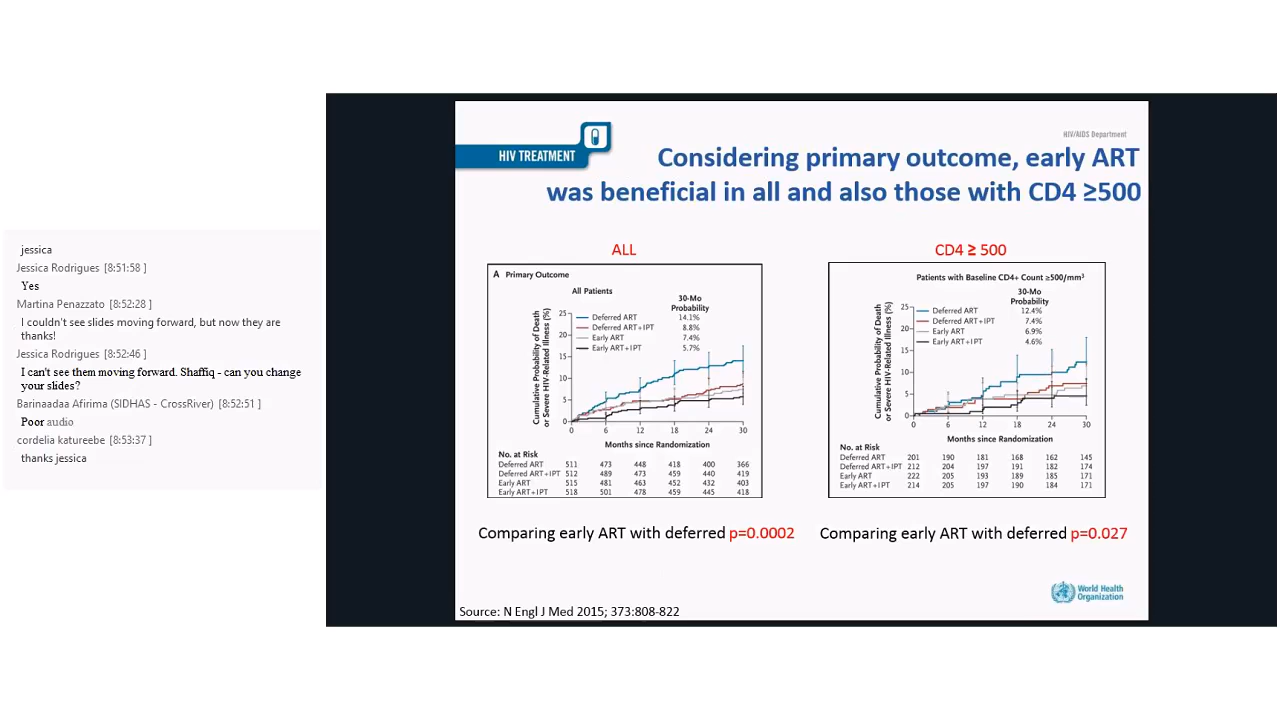 jessica
Jessica Rodrigues [8:51:58 ]
Yes
Martina Penazzato [8:52:28 ]
I couldn't see slides moving forward, but now they are
thanks!
Jessica Rodrigues [8:52:46 ]
I can't see them moving forward. Shaffiq - can you change
your slides?
Barinaadaa Afirima (SIDHAS - CrossRiver) [8:52:51 ]
Poor audio
cordelia katureebe [8:53:37 ]
thanks jessica
HIV/AIDS Department
HIV TREATMENT
Considering primary outcome, early ART
was beneficial in all and also those with CD4 ≥500
ALL
A Primary Outcome
All Patients
30-Mo
Probability
Deferred ART 14.1%
Deferred ART+IPT 8.8%
Early ART 7.4%
Early ART+IPT 5.7%
Cumulative Probability of Death
or Severe HIV-Related Illness (%)
25
20
15
10
5
0
0 6 12 18 24 30
Months since Randomization
No. at Risk
Deferred ART 511 473 448 418 400 366
Deferred ART+IPT 512 489 473 459 440 419
Early ART 515 481 463 452 432 403
Early ART+IPT 518 501 478 459 445 418
Comparing early ART with deferred p=0.0002
CD4 ≥ 500
Patients with Baseline CD4+ Count ≥500/mm³
30-Mo
Probability
Deferred ART 12.4%
Deferred ART+IPT 7.4%
Early ART 6.9%
Early ART+IPT 4.6%
Cumulative Probability of Death
or Severe HIV-Related Illness (%)
25
20
15
10
5
0
0 6 12 18 24 30
Months since Randomization
No. at Risk
Deferred ART 201 190 181 168 162 145
Deferred ART+IPT 212 204 197 191 182 174
Early ART 222 205 193 189 185 171
Early ART+IPT 214 205 197 190 184 171
Comparing early ART with deferred p=0.027
World Health
Organization
Source: N Engl J Med 2015; 373:808-822